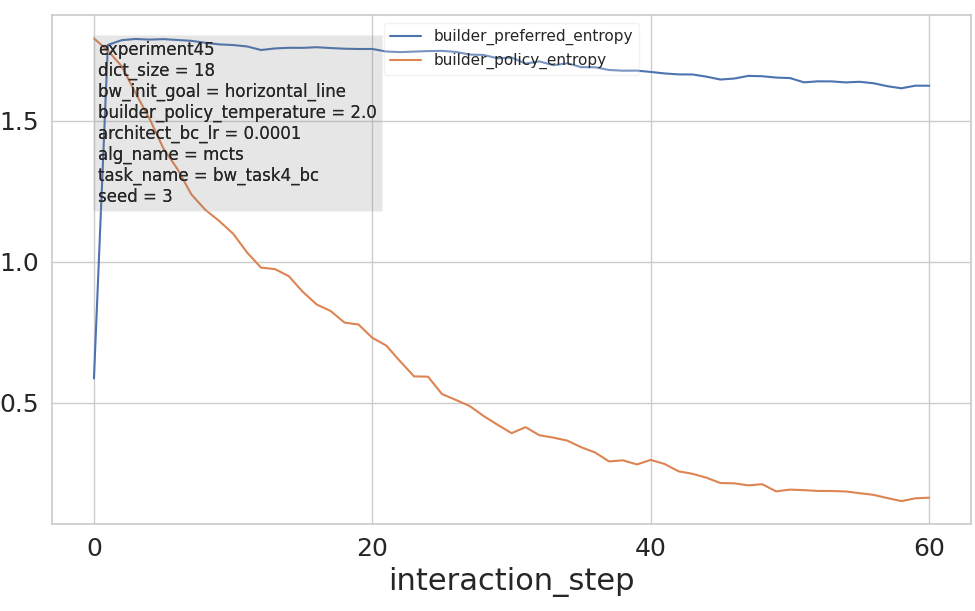 builder_preferred_entropy
builder_policy_entropy
experiment45
dict_size = 18
bw_init_goal = horizontal_line
builder_policy_temperature = 2.0
architect_bc_lr = 0.0001
alg_name = mcts
task_name = bw_task4_bc
seed = 3
1.5
1.0
0.5
0 20 40 60
interaction_step